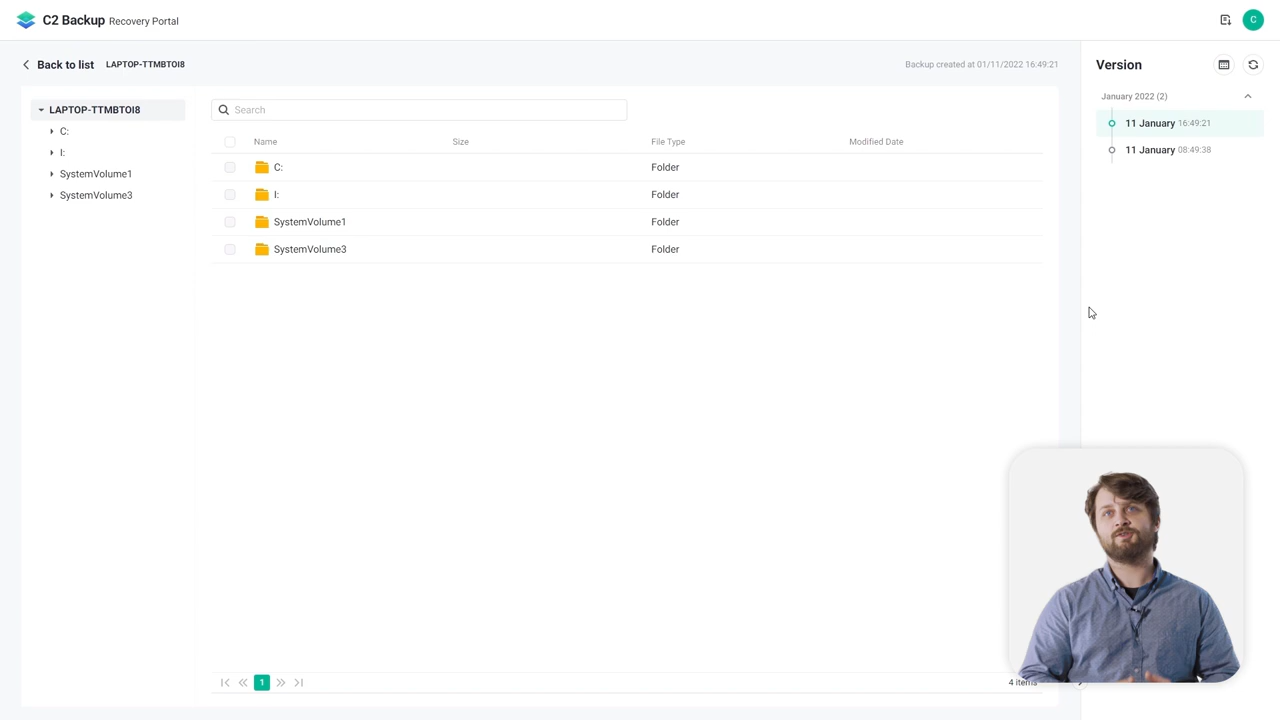 C2 Backup Recovery Portal
C
Back to list LAPTOP-TTMBTOI8
Backup created at 01/11/2022 16:49:21
LAPTOP-TTMBTOI8
C:
I:
SystemVolume1
SystemVolume3
Search
Name Size File Type Modified Date
C: Folder
I: Folder
SystemVolume1 Folder
SystemVolume3 Folder
1
4 items
Version
January 2022 (2)
11 January 16:49:21
11 January 08:49:38